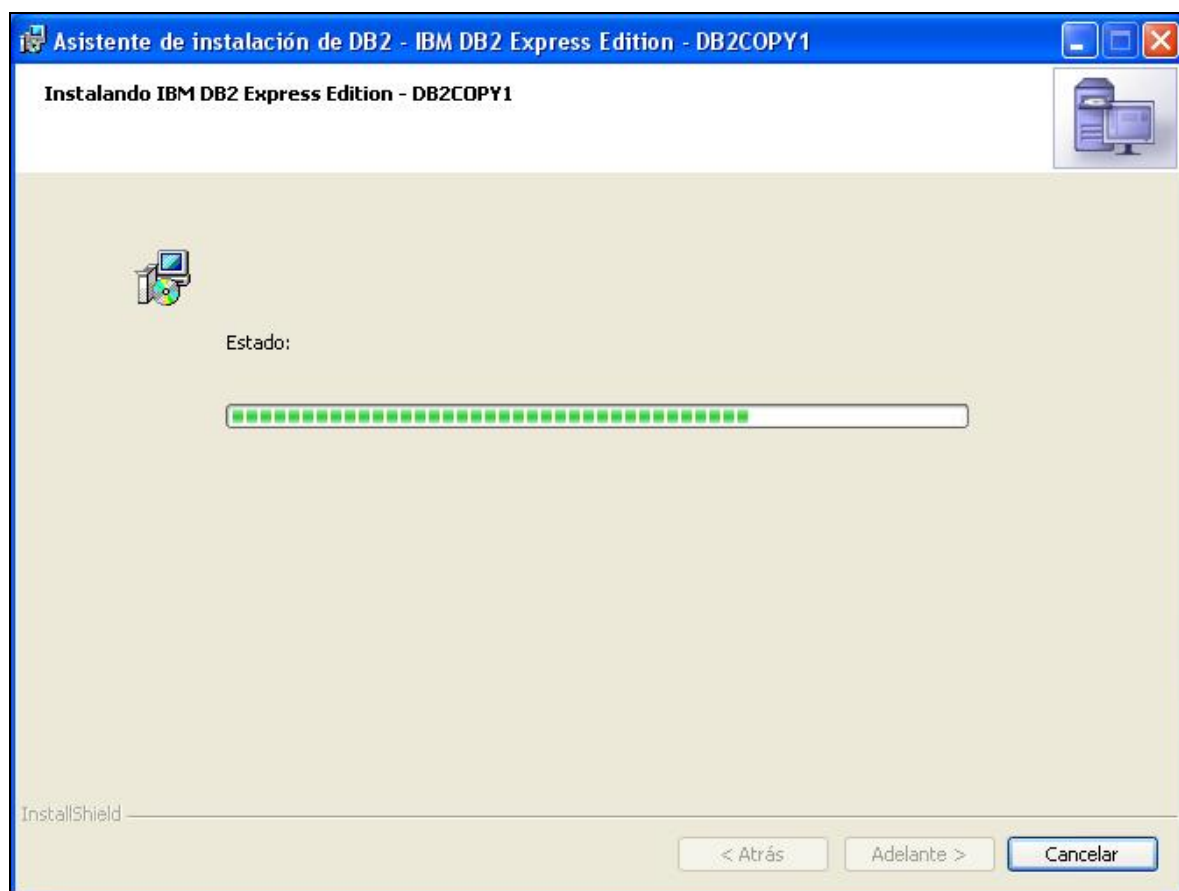 Asistente de instalación de DB2 - IBM DB2 Express Edition - DB2COPY1
Instalando IBM DB2 Express Edition - DB2COPY1
Estado:
InstallShield
< Atrás
Adelante >
Cancelar